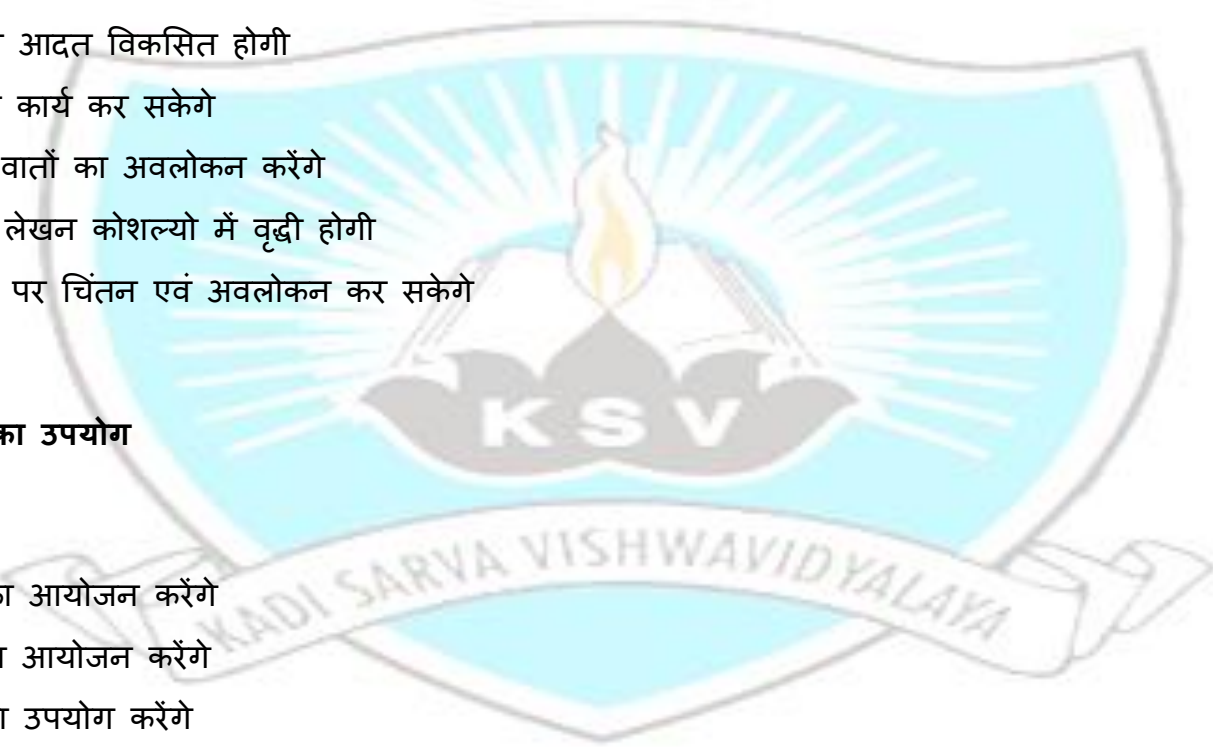 आदत विकसित होगी
कार्य कर सकेगे
वातों का अवलोकन करेंगे
लेखन कोशल्यो में वृद्धी होगी
पर चिंतन एवं अवलोकन कर सकेगे
का उपयोग
KSV
KADI SARVA VISHWAVIDYALAYA
आयोजन करेंगे
आयोजन करेंगे
उपयोग करेंगे